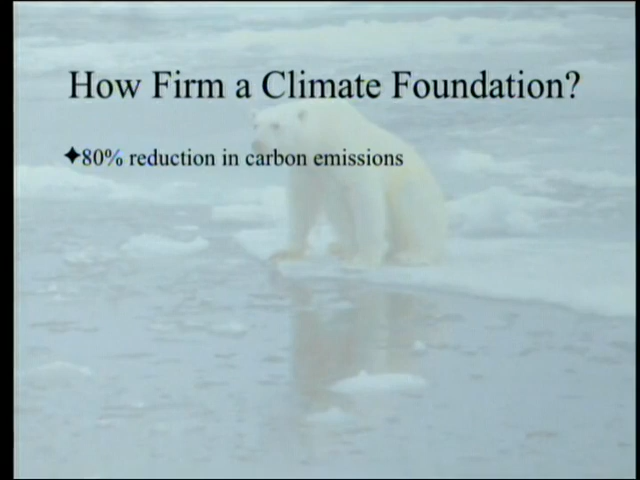 How Firm a Climate Foundation?
✦80% reduction in carbon emissions